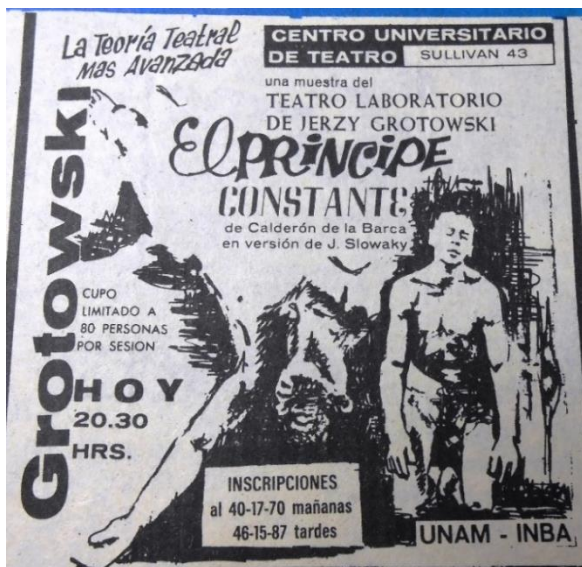 La Teoría Teatral
Mas Avanzada
CENTRO UNIVERSITARIO
DE TEATRO SULLIVAN 43
una muestra del
TEATRO LABORATORIO
DE JERZY GROTOWSKI
El PRiNCiPE
CONSTANTE
de Calderón de la Barca
en versión de J. Slowaky
Grotowski
CUPO
LIMITADO A
80 PERSONAS
POR SESION
HOY
20.30
HRS.
INSCRIPCIONES
al 40-17-70 mañanas
46-15-87 tardes
UNAM - INBA